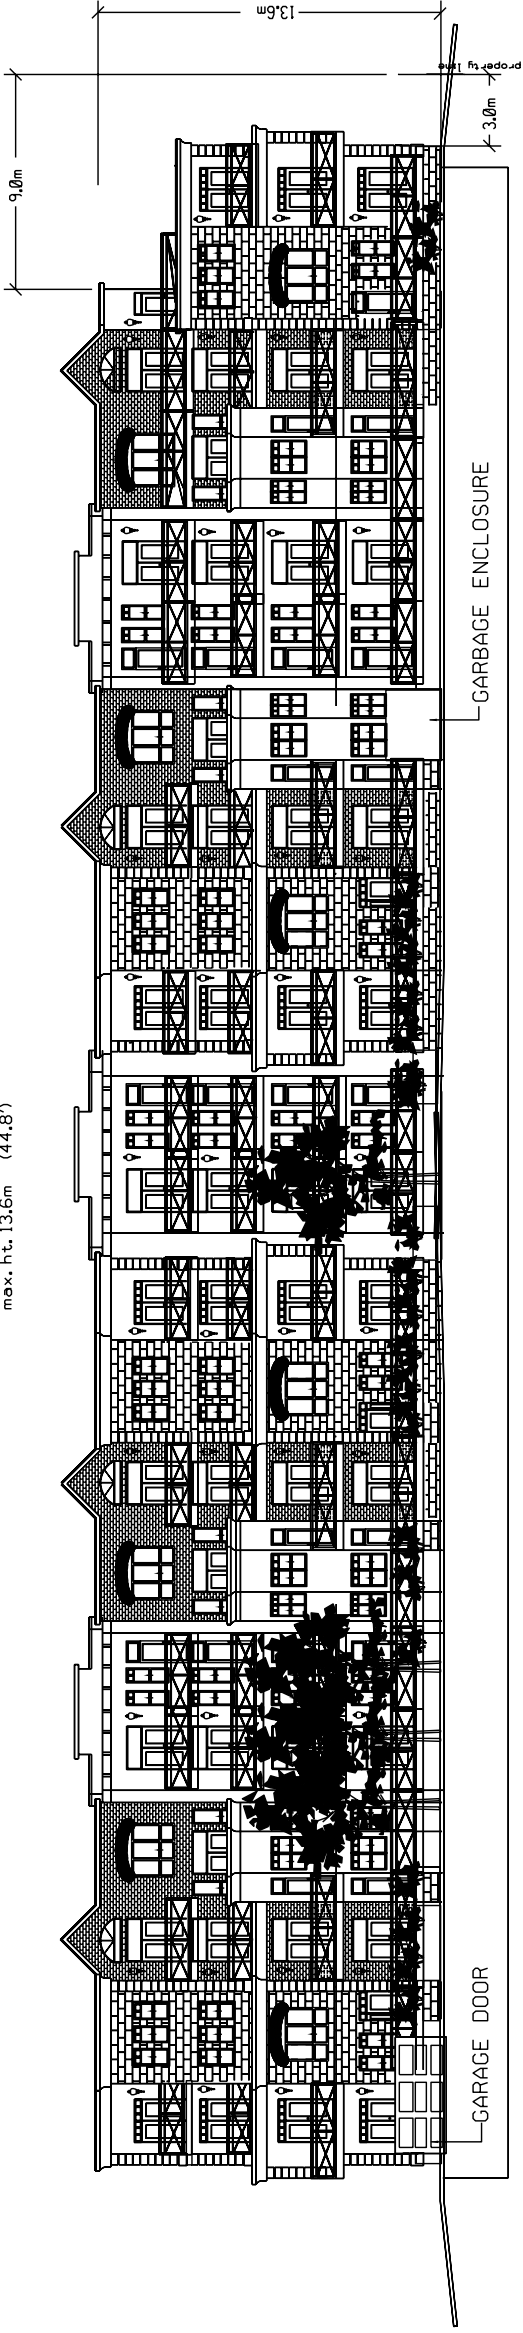 max. ht. 13.6m (44.8')
13.6m
9.0m
property line
3.0m
GARBAGE ENCLOSURE
GARAGE DOOR